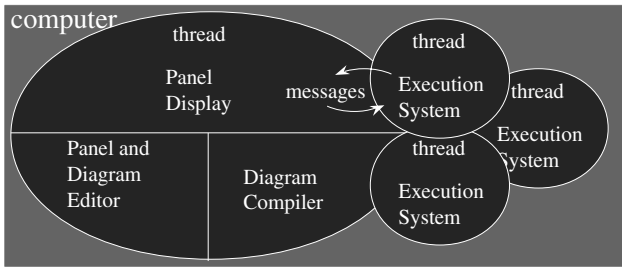 computer
thread
Panel
Display
messages
thread
Execution
System
thread
Execution
System
Panel and
Diagram
Editor
Diagram
Compiler
thread
Execution
System